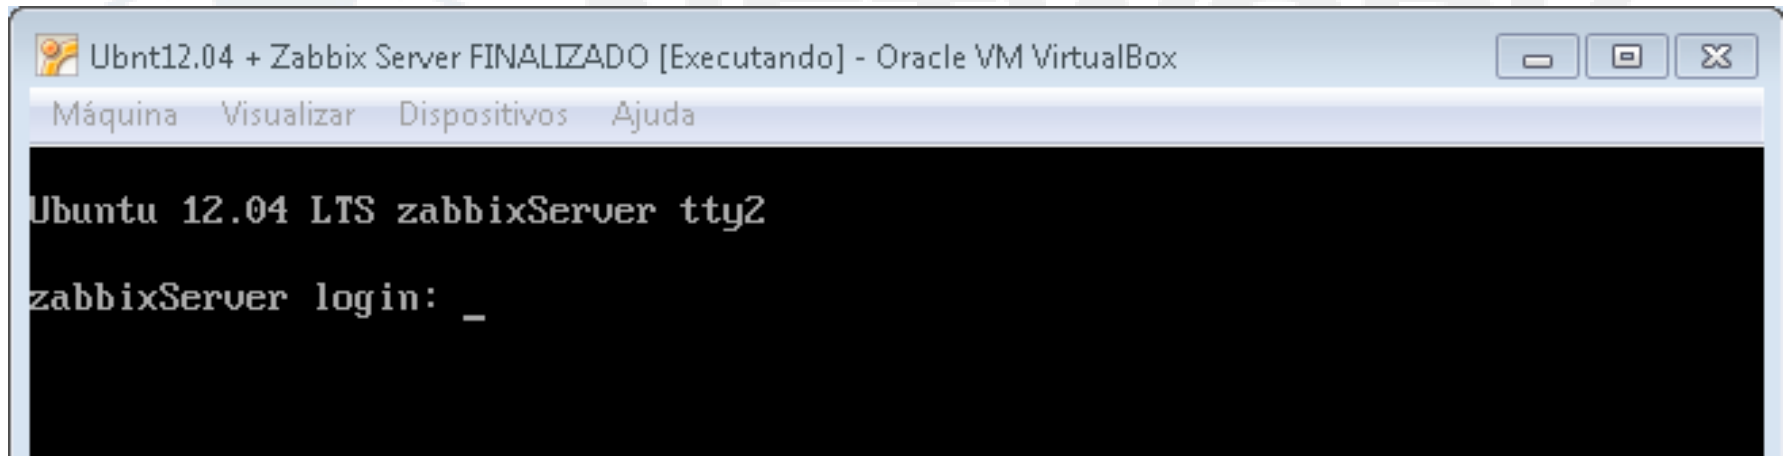 Ubnt12.04 + Zabbix Server FINALIZADO [Executando] - Oracle VM VirtualBox
Máquina Visualizar Dispositivos Ajuda
Ubuntu 12.04 LTS zabbixServer tty2
zabbixServer login: _